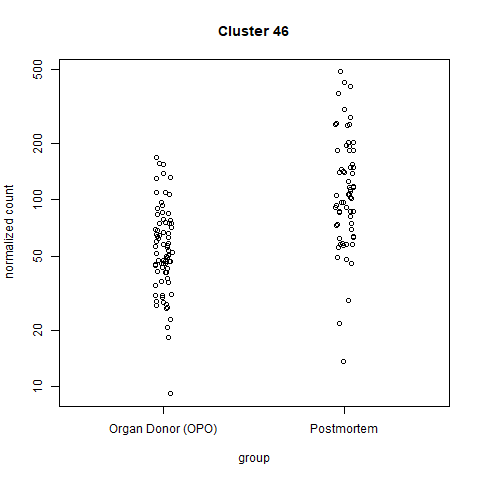 Cluster 46
normalized count
500
200
100
50
20
10
Organ Donor (OPO)
Postmortem
group